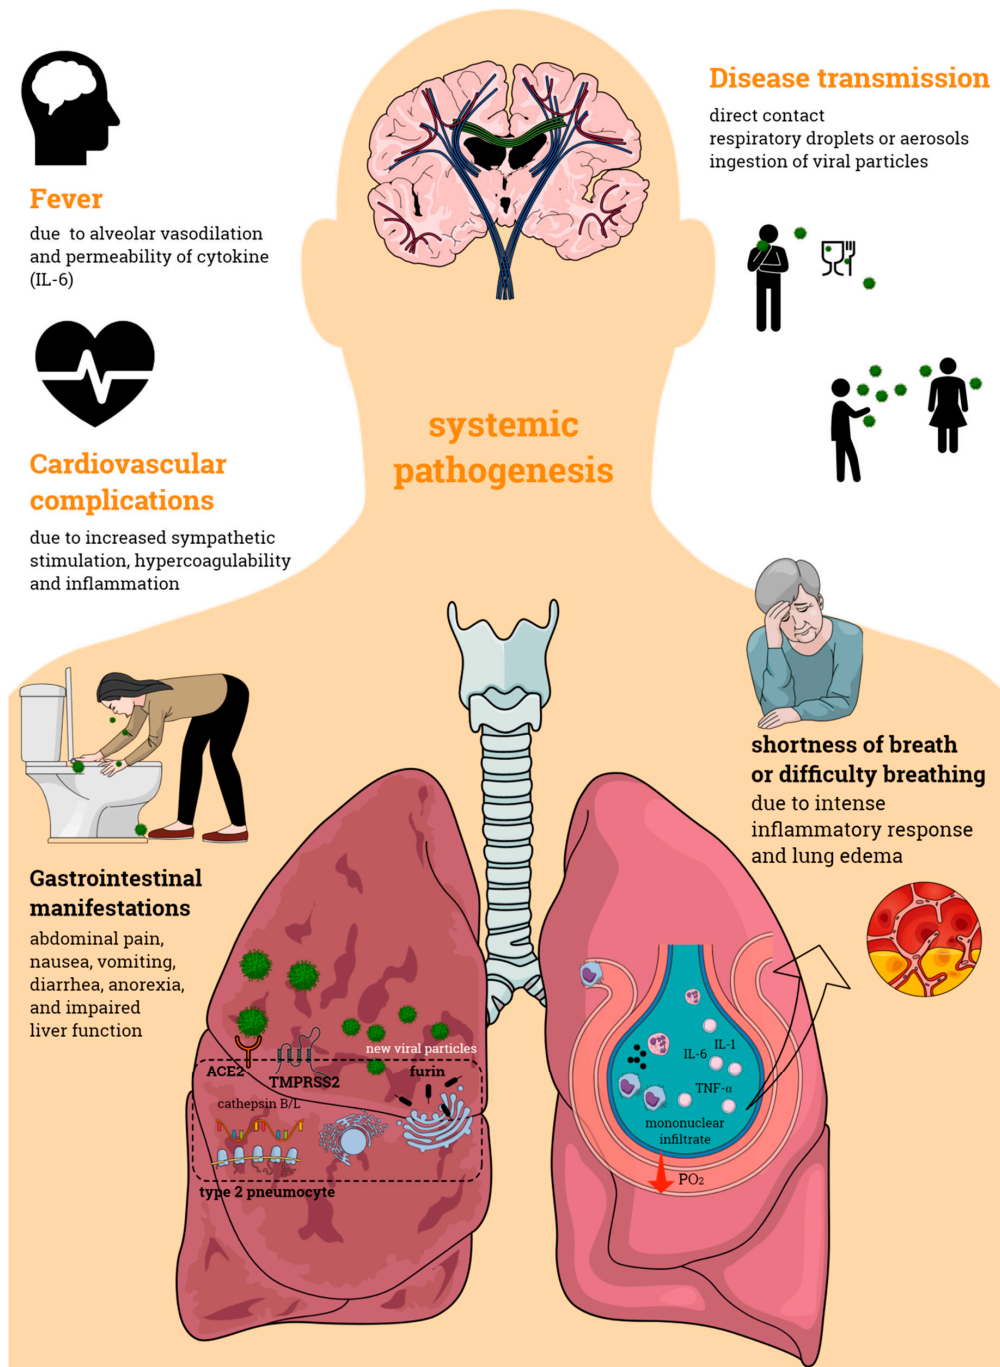 Fever
due to alveolar vasodilation
and permeability of cytokine
(IL-6)
Cardiovascular
complications
due to increased sympathetic
stimulation, hypercoagulability
and inflammation
Disease transmission
direct contact
respiratory droplets or aerosols
ingestion of viral particles
systemic
pathogenesis
Gastrointestinal
manifestations
abdominal pain,
nausea, vomiting,
diarrhea, anorexia,
and impaired
liver function
shortness of breath
or difficulty breathing
due to intense
inflammatory response
and lung edema
new viral particles
ACE2
TMPRSS2
furin
cathepsin B/L
type 2 pneumocyte
IL-1
IL-6
TNF-α
mononuclear
infiltrate
PO₂